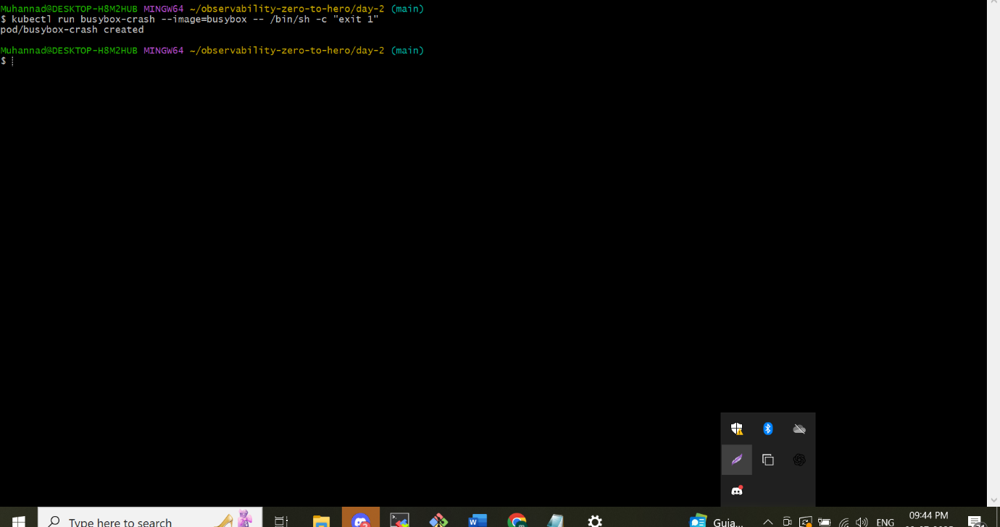 Muhannad@DESKTOP-H8M2HUB MINGW64 ~/observability-zero-to-hero/day-2 (main)
$ kubectl run busybox-crash --image=busybox -- /bin/sh -c "exit 1"
pod/busybox-crash created
Muhannad@DESKTOP-H8M2HUB MINGW64 ~/observability-zero-to-hero/day-2 (main)
$
Type here to search
Guia...
ENG
09:44 PM